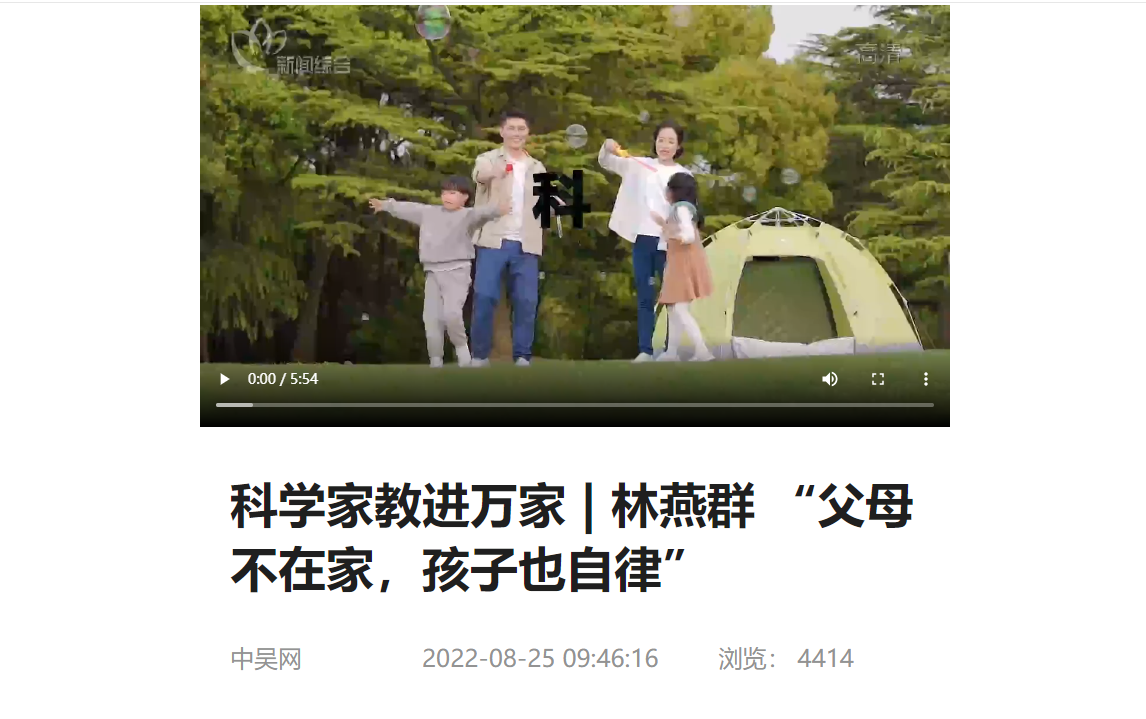 新闻综合
高清
科
0:00 / 5:54
科学家教进万家 | 林燕群 “父母
不在家，孩子也自律”
中吴网 2022-08-25 09:46:16 浏览： 4414